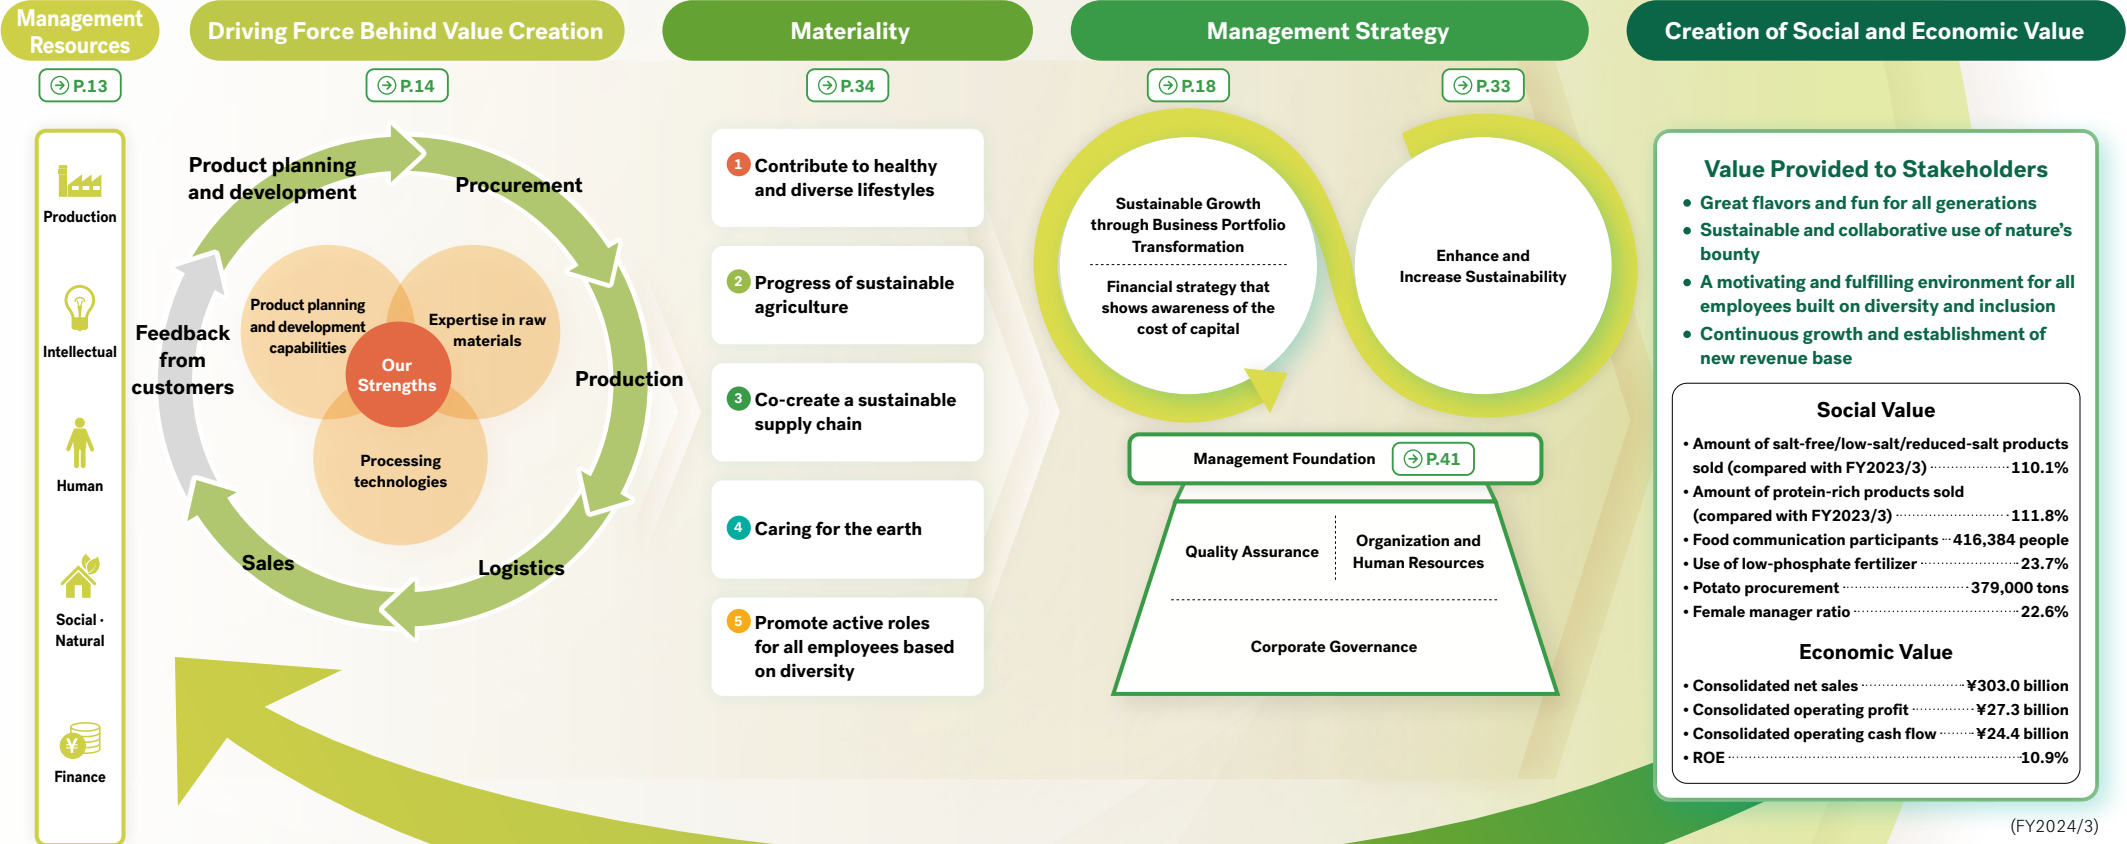 Management
Resources
Driving Force Behind Value Creation
Materiality
Management Strategy
Creation of Social and Economic Value
P.13
P.14
P.34
P.18
P.33
Production
Intellectual
Human
Social ·
Natural
¥
Finance
Product planning
and development
Procurement
Production
Logistics
Sales
Feedback
from
customers
Product planning
and development
capabilities
Expertise in raw
materials
Our
Strengths
Processing
technologies
1 Contribute to healthy
and diverse lifestyles
2 Progress of sustainable
agriculture
3 Co-create a sustainable
supply chain
4 Caring for the earth
5 Promote active roles
for all employees based
on diversity
Sustainable Growth
through Business Portfolio
Transformation
Financial strategy that
shows awareness of the
cost of capital
Enhance and
Increase Sustainability
Management Foundation P.41
Quality Assurance
Organization and
Human Resources
Corporate Governance
Value Provided to Stakeholders
• Great flavors and fun for all generations
• Sustainable and collaborative use of nature's
bounty
• A motivating and fulfilling environment for all
employees built on diversity and inclusion
• Continuous growth and establishment of
new revenue base
Social Value
• Amount of salt-free/low-salt/reduced-salt products
sold (compared with FY2023/3) 110.1%
• Amount of protein-rich products sold
(compared with FY2023/3) 111.8%
• Food communication participants 416,384 people
• Use of low-phosphate fertilizer 23.7%
• Potato procurement 379,000 tons
• Female manager ratio 22.6%
Economic Value
• Consolidated net sales ¥303.0 billion
• Consolidated operating profit ¥27.3 billion
• Consolidated operating cash flow ¥24.4 billion
• ROE 10.9%
(FY2024/3)